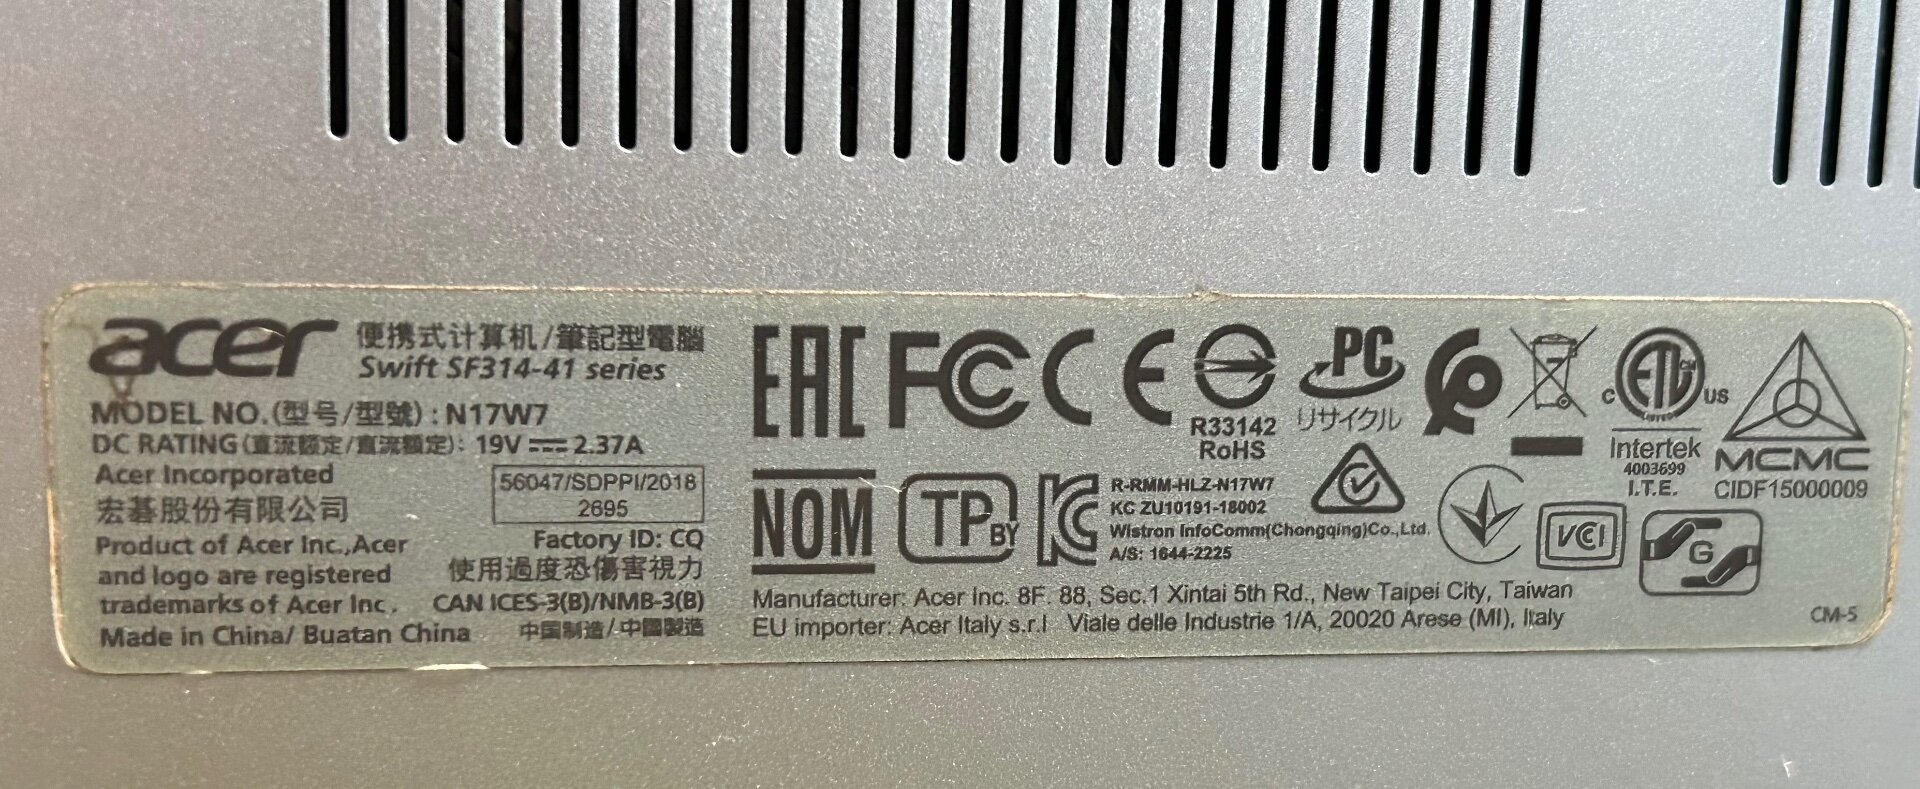 acer 便携式计算机/筆記型電腦
Swift SF314-41 series
MODEL NO.(型号/型號) : N17W7
DC RATING(直流额定/直流額定): 19V ⎓ 2.37A
Acer Incorporated
宏碁股份有限公司
56047/SDPPI/2018
2695
Product of Acer Inc.,Acer
and logo are registered
trademarks of Acer Inc.
Made in China/ Buatan China
Factory ID: CQ
使用過度恐傷害視力
CAN ICES-3(B)/NMB-3(B)
中国制造/中國製造
EAC FC CE
R33142
RoHS
PC
リサイクル
C ETL CM US
LISTED
Intertek
4003699
I.T.E.
MCMC
CIDF15000009
NOM
TP BY
KC
R-RMM-HLZ-N17W7
KC ZU10191-18002
Wistron InfoComm(Chongqing)Co.,Ltd.
A/S: 1644-2225
VCCI
G
Manufacturer: Acer Inc. 8F. 88, Sec.1 Xintai 5th Rd., New Taipei City, Taiwan
EU importer: Acer Italy s.r.l Viale delle Industrie 1/A, 20020 Arese (MI), Italy
CM-5